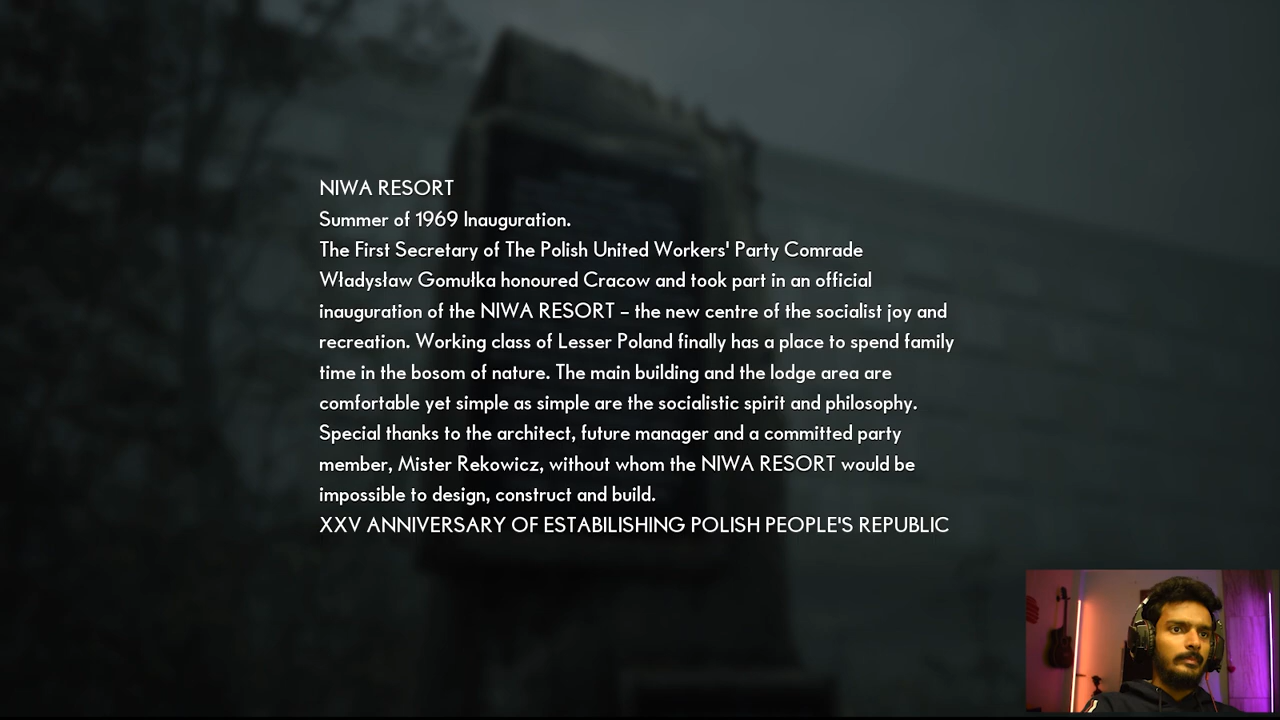 NIWA RESORT
Summer of 1969 Inauguration.
The First Secretary of The Polish United Workers' Party Comrade
Władysław Gomułka honoured Cracow and took part in an official
inauguration of the NIWA RESORT – the new centre of the socialist joy and
recreation. Working class of Lesser Poland finally has a place to spend family
time in the bosom of nature. The main building and the lodge area are
comfortable yet simple as simple are the socialistic spirit and philosophy.
Special thanks to the architect, future manager and a committed party
member, Mister Rekowicz, without whom the NIWA RESORT would be
impossible to design, construct and build.
XXV ANNIVERSARY OF ESTABILISHING POLISH PEOPLE'S REPUBLIC